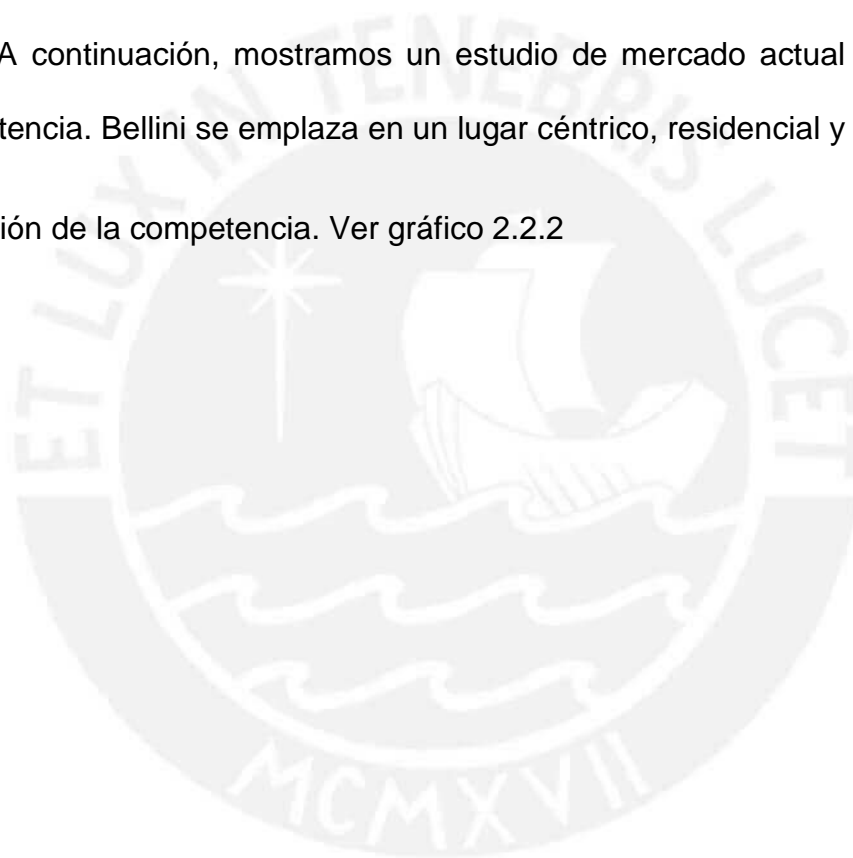 A continuación, mostramos un estudio de mercado actual
tencia. Bellini se emplaza en un lugar céntrico, residencial y
ión de la competencia. Ver gráfico 2.2.2
ET LUX IN TENEBRIS LUCET
MCMXVII